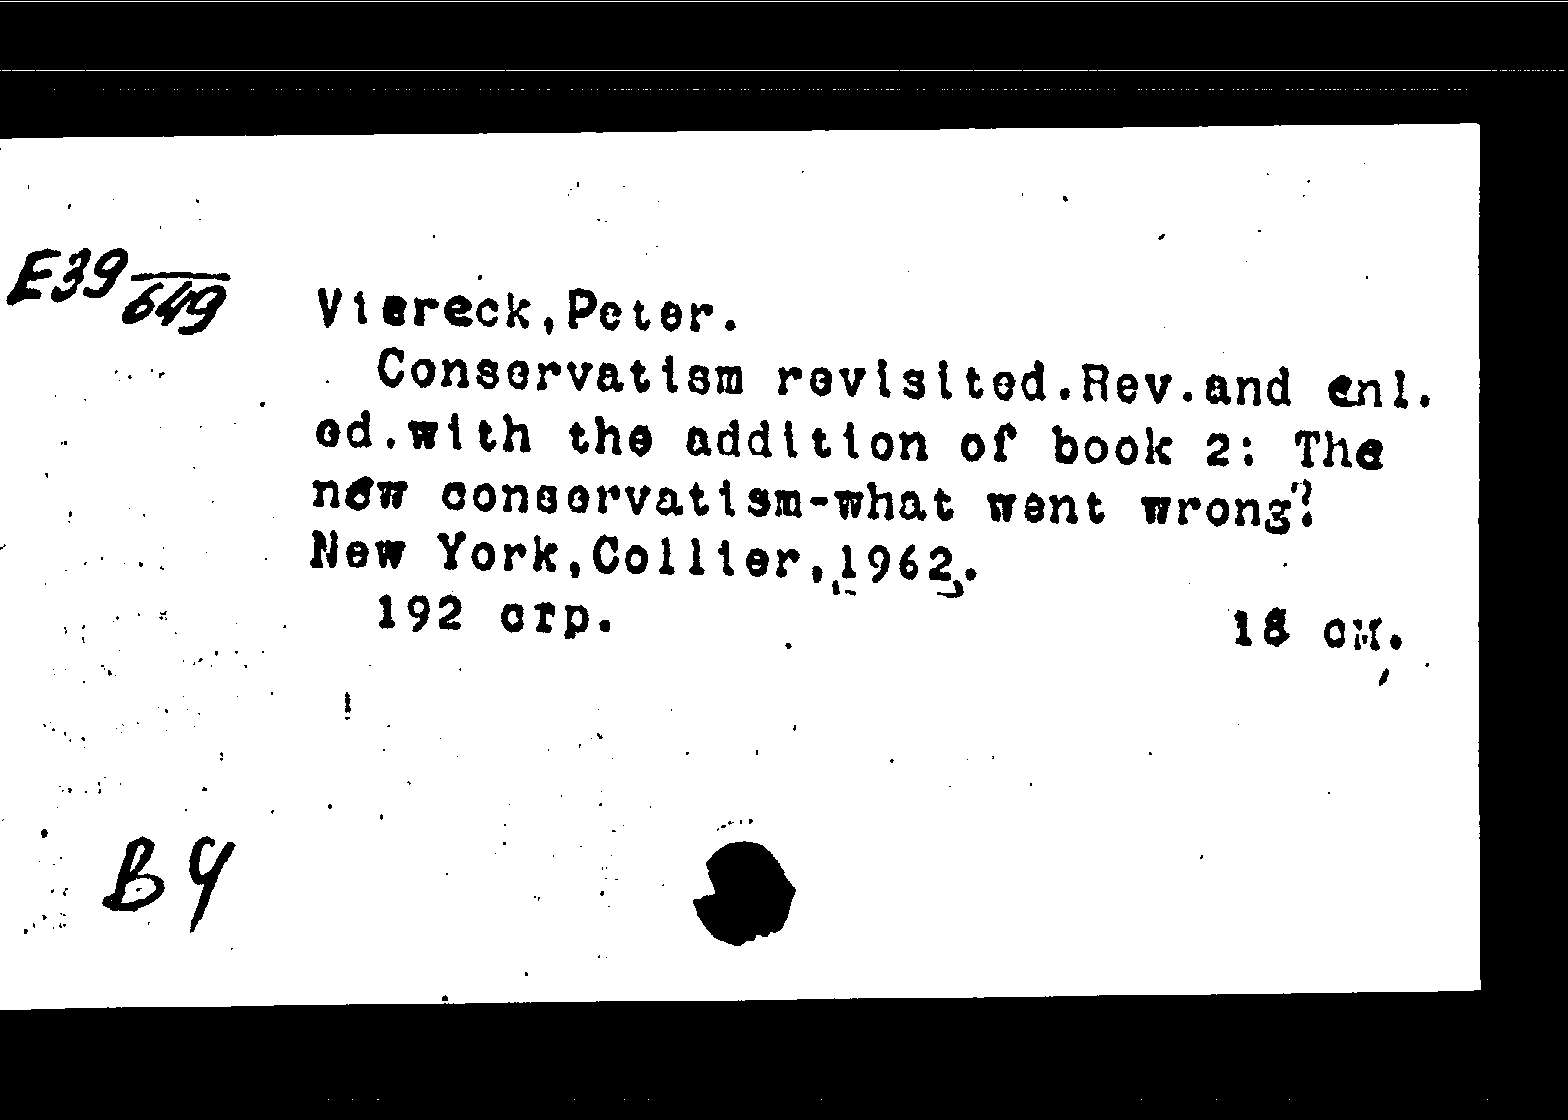 E39
649
Viereck,Peter.
Conservatism revisited.Rev.and enl.
ed.with the addition of book 2: The
new conservatism-what went wrong?
New York,Collier,1962.
192 стр. 18 см.
ВЧ